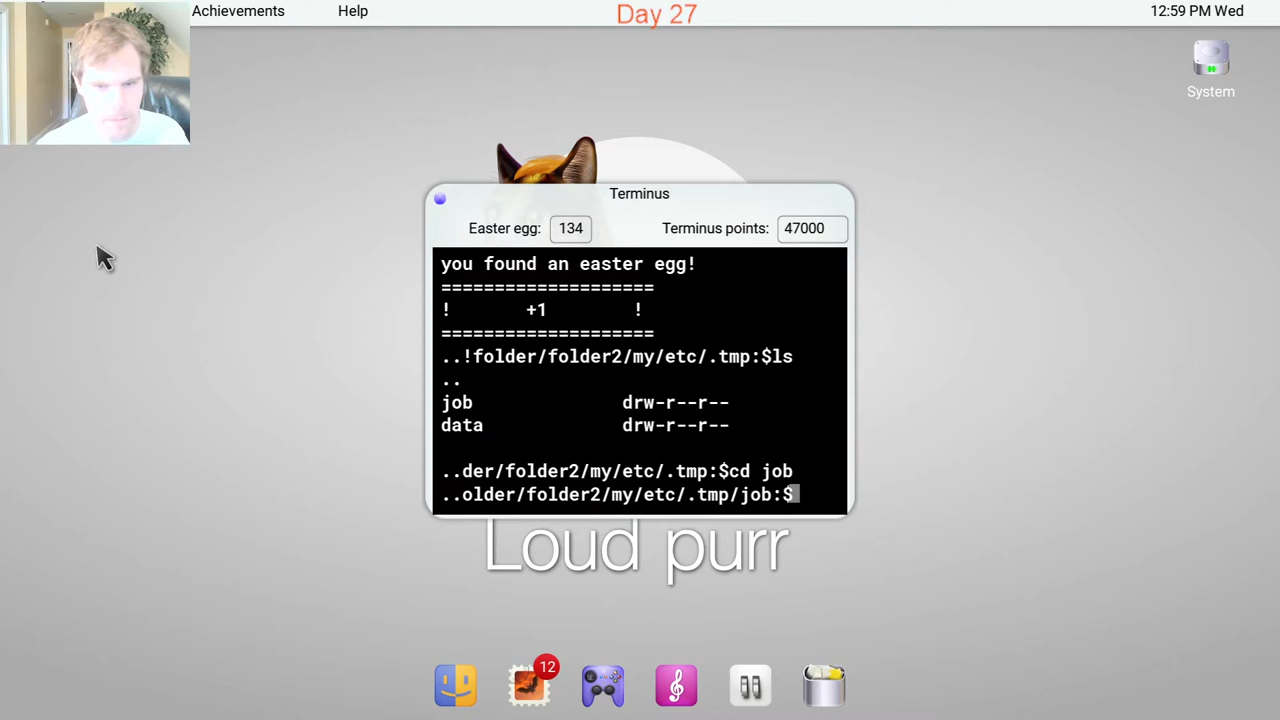 Achievements Help Day 27 12:59 PM Wed
System
Terminus
Easter egg: 134 Terminus points: 47000
you found an easter egg!
====================
! +1 !
====================
..!folder/folder2/my/etc/.tmp:$ls
..
job drw-r--r--
data drw-r--r--
..der/folder2/my/etc/.tmp:$cd job
..older/folder2/my/etc/.tmp/job:$
Loud purr
12